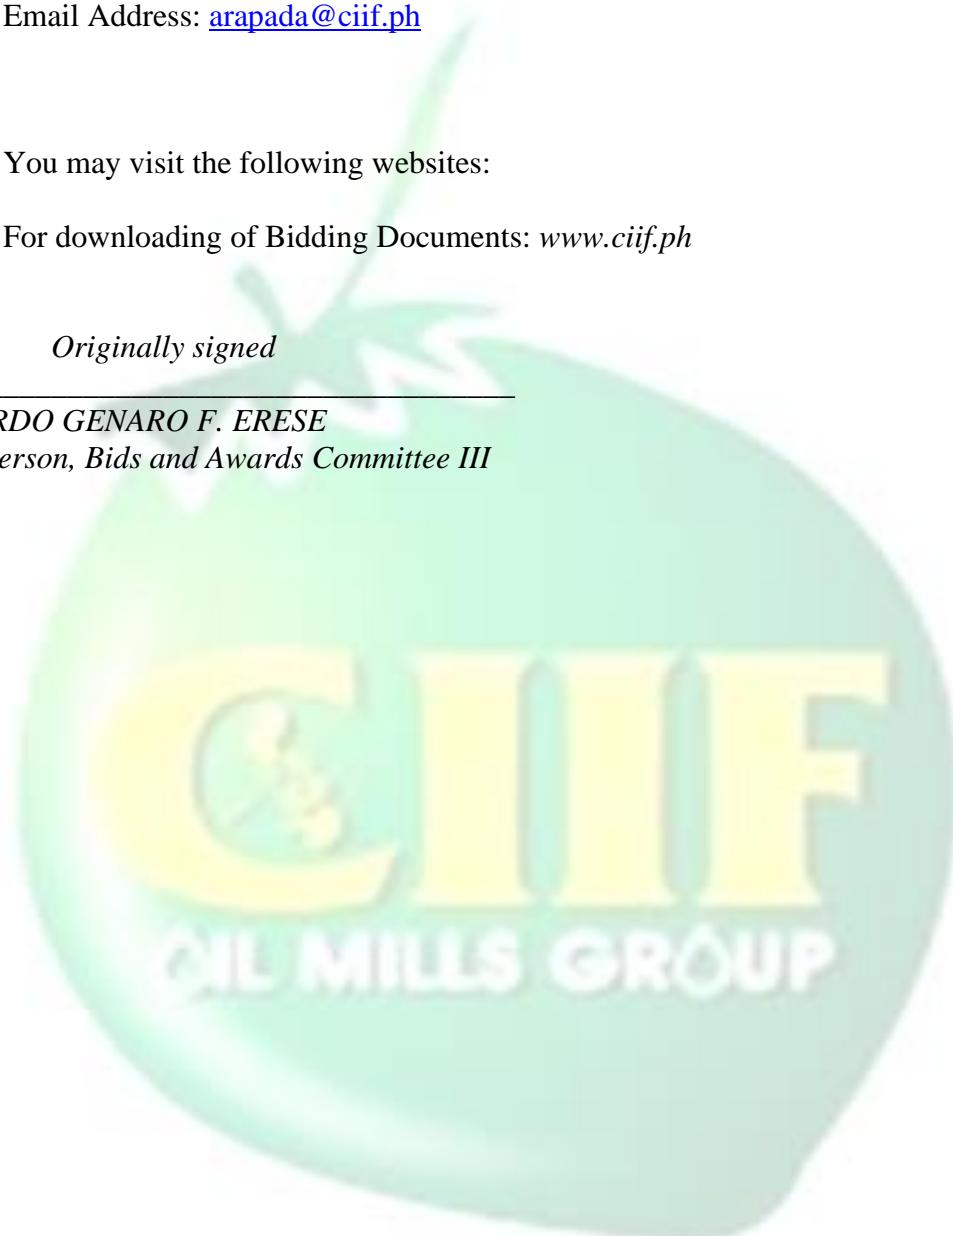 Email Address: arapada@ciif.ph
You may visit the following websites:
For downloading of Bidding Documents: www.ciif.ph
Originally signed
RDO GENARO F. ERESE
erson, Bids and Awards Committee III
CIIF
OIL MILLS GROUP